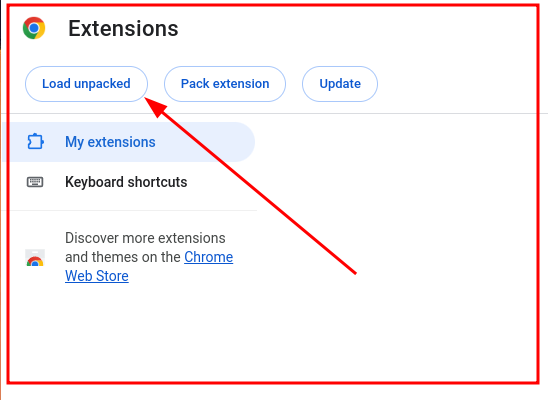 Extensions
Load unpacked
Pack extension
Update
My extensions
Keyboard shortcuts
Discover more extensions
and themes on the Chrome
Web Store